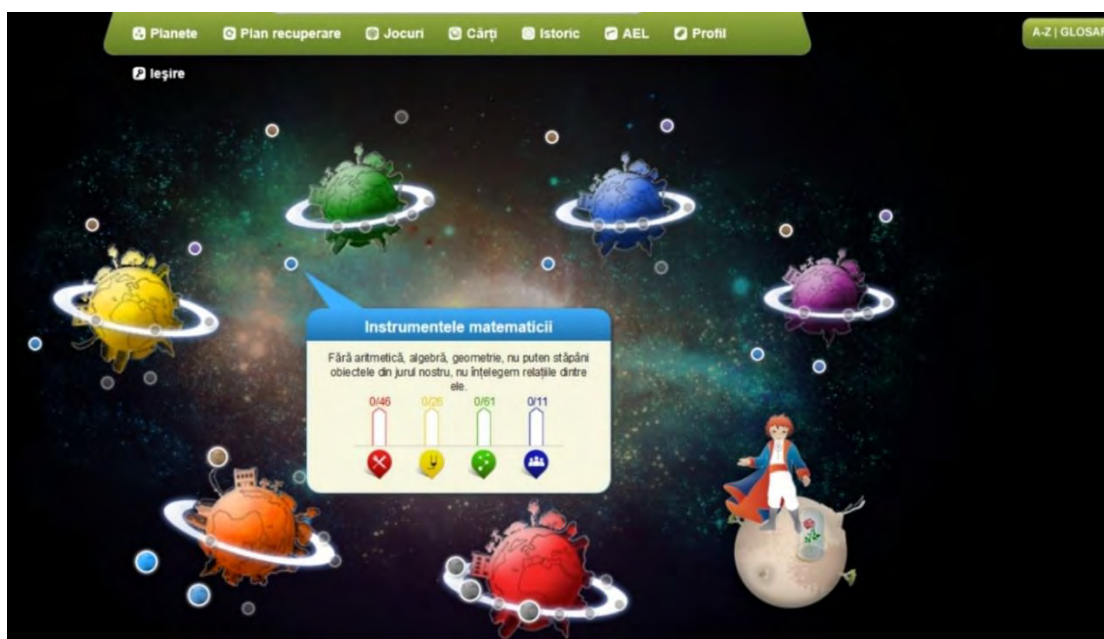 Planete Plan recuperare Jocuri Cărți Istoric AEL Profil
A-Z | GLOSAR
Ieșire
Instrumentele matematicii
Fără aritmetică, algebră, geometrie, nu puten stăpâni
obiectele din jurul nostru, nu înțelegem relațiile dintre
ele.
0/46 0/26 0/61 0/11